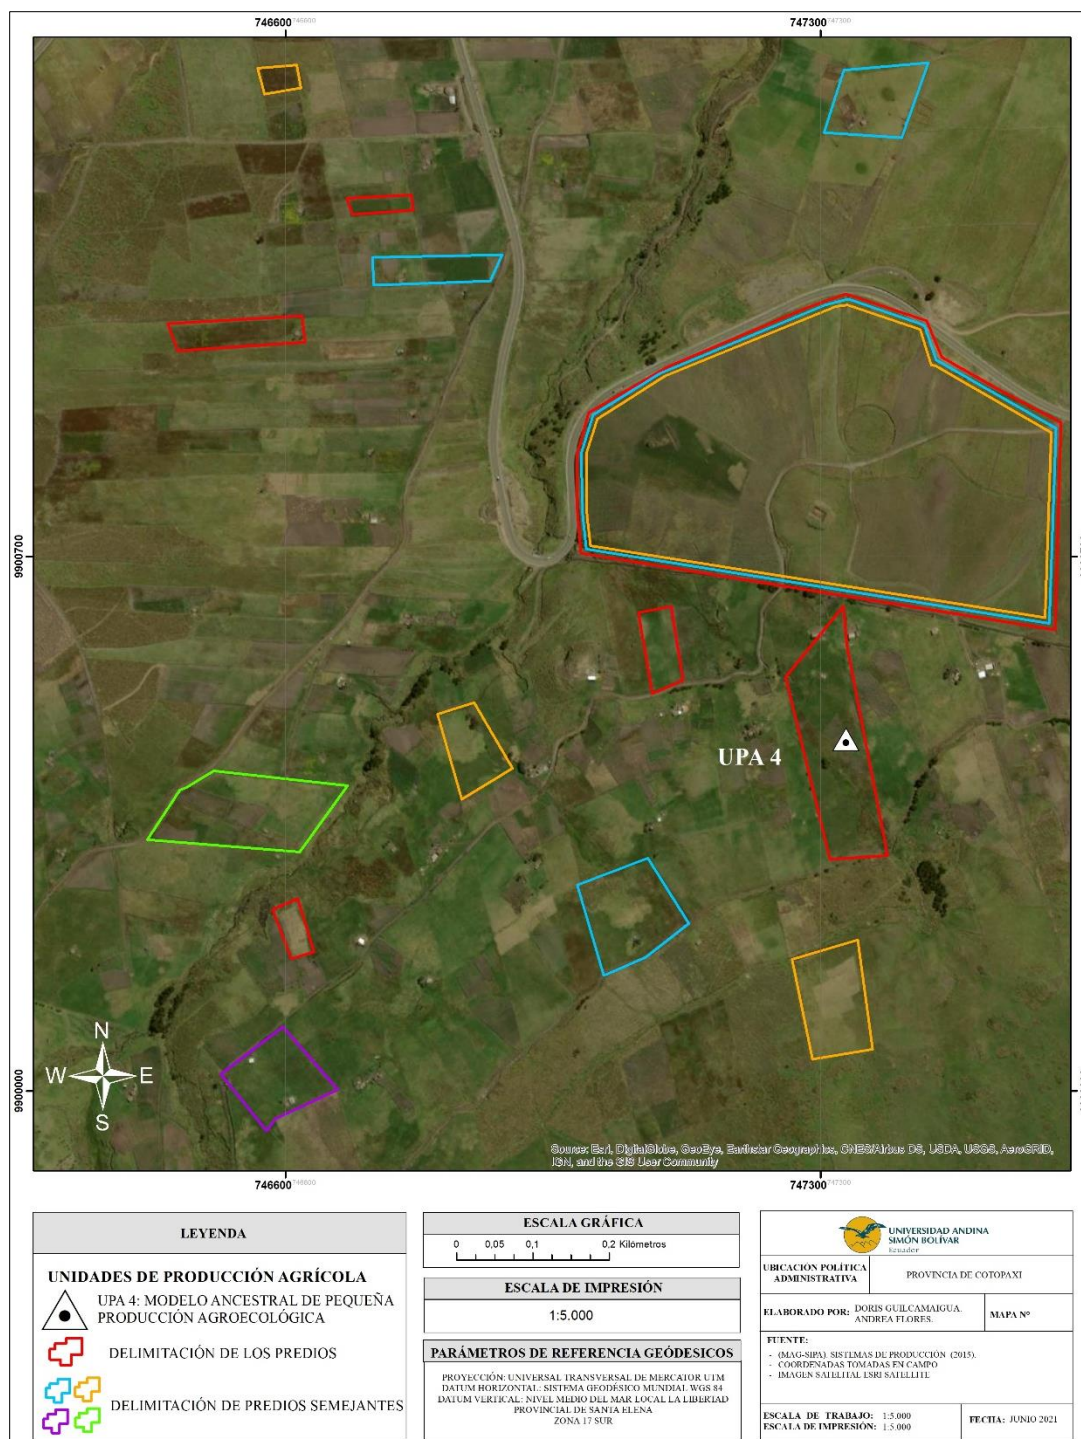 746600 746600 747300 747300
9900700
UPA 4
N
W E
S
9900000
Source: Esri, DigitalGlobe, GeoEye, Earthstar Geographics, CNES/Airbus DS, USDA, USGS, AeroGRID,
IGN, and the GIS User Community
746600 746600 747300 747300
LEYENDA
UNIDADES DE PRODUCCIÓN AGRÍCOLA
UPA 4: MODELO ANCESTRAL DE PEQUEÑA
PRODUCCIÓN AGROECOLÓGICA
DELIMITACIÓN DE LOS PREDIOS
DELIMITACIÓN DE PREDIOS SEMEJANTES
ESCALA GRÁFICA
0 0,05 0,1 0,2 Kilómetros
ESCALA DE IMPRESIÓN
1:5.000
PARÁMETROS DE REFERENCIA GEÓDESICOS
PROYECCIÓN: UNIVERSAL TRANSVERSAL DE MERCATOR UTM
DATUM HORIZONTAL: SISTEMA GEODÉSICO MUNDIAL WGS 84
DATUM VERTICAL: NIVEL MEDIO DEL MAR LOCAL LA LIBERTAD
PROVINCIAL DE SANTA ELENA
ZONA 17 SUR
UNIVERSIDAD ANDINA
SIMÓN BOLÍVAR
Ecuador
UBICACIÓN POLÍTICA
ADMINISTRATIVA
PROVINCIA DE COTOPAXI
ELABORADO POR: DORIS GUILCAMAIGUA.
ANDREA FLORES.
MAPA Nº
FUENTE:
- (MAG-SIPA). SISTEMAS DE PRODUCCIÓN (2015).
- COORDENADAS TOMADAS EN CAMPO
- IMAGEN SATELITAL ESRI SATELLITE
ESCALA DE TRABAJO: 1:5.000
ESCALA DE IMPRESIÓN: 1:5.000
FECHA: JUNIO 2021